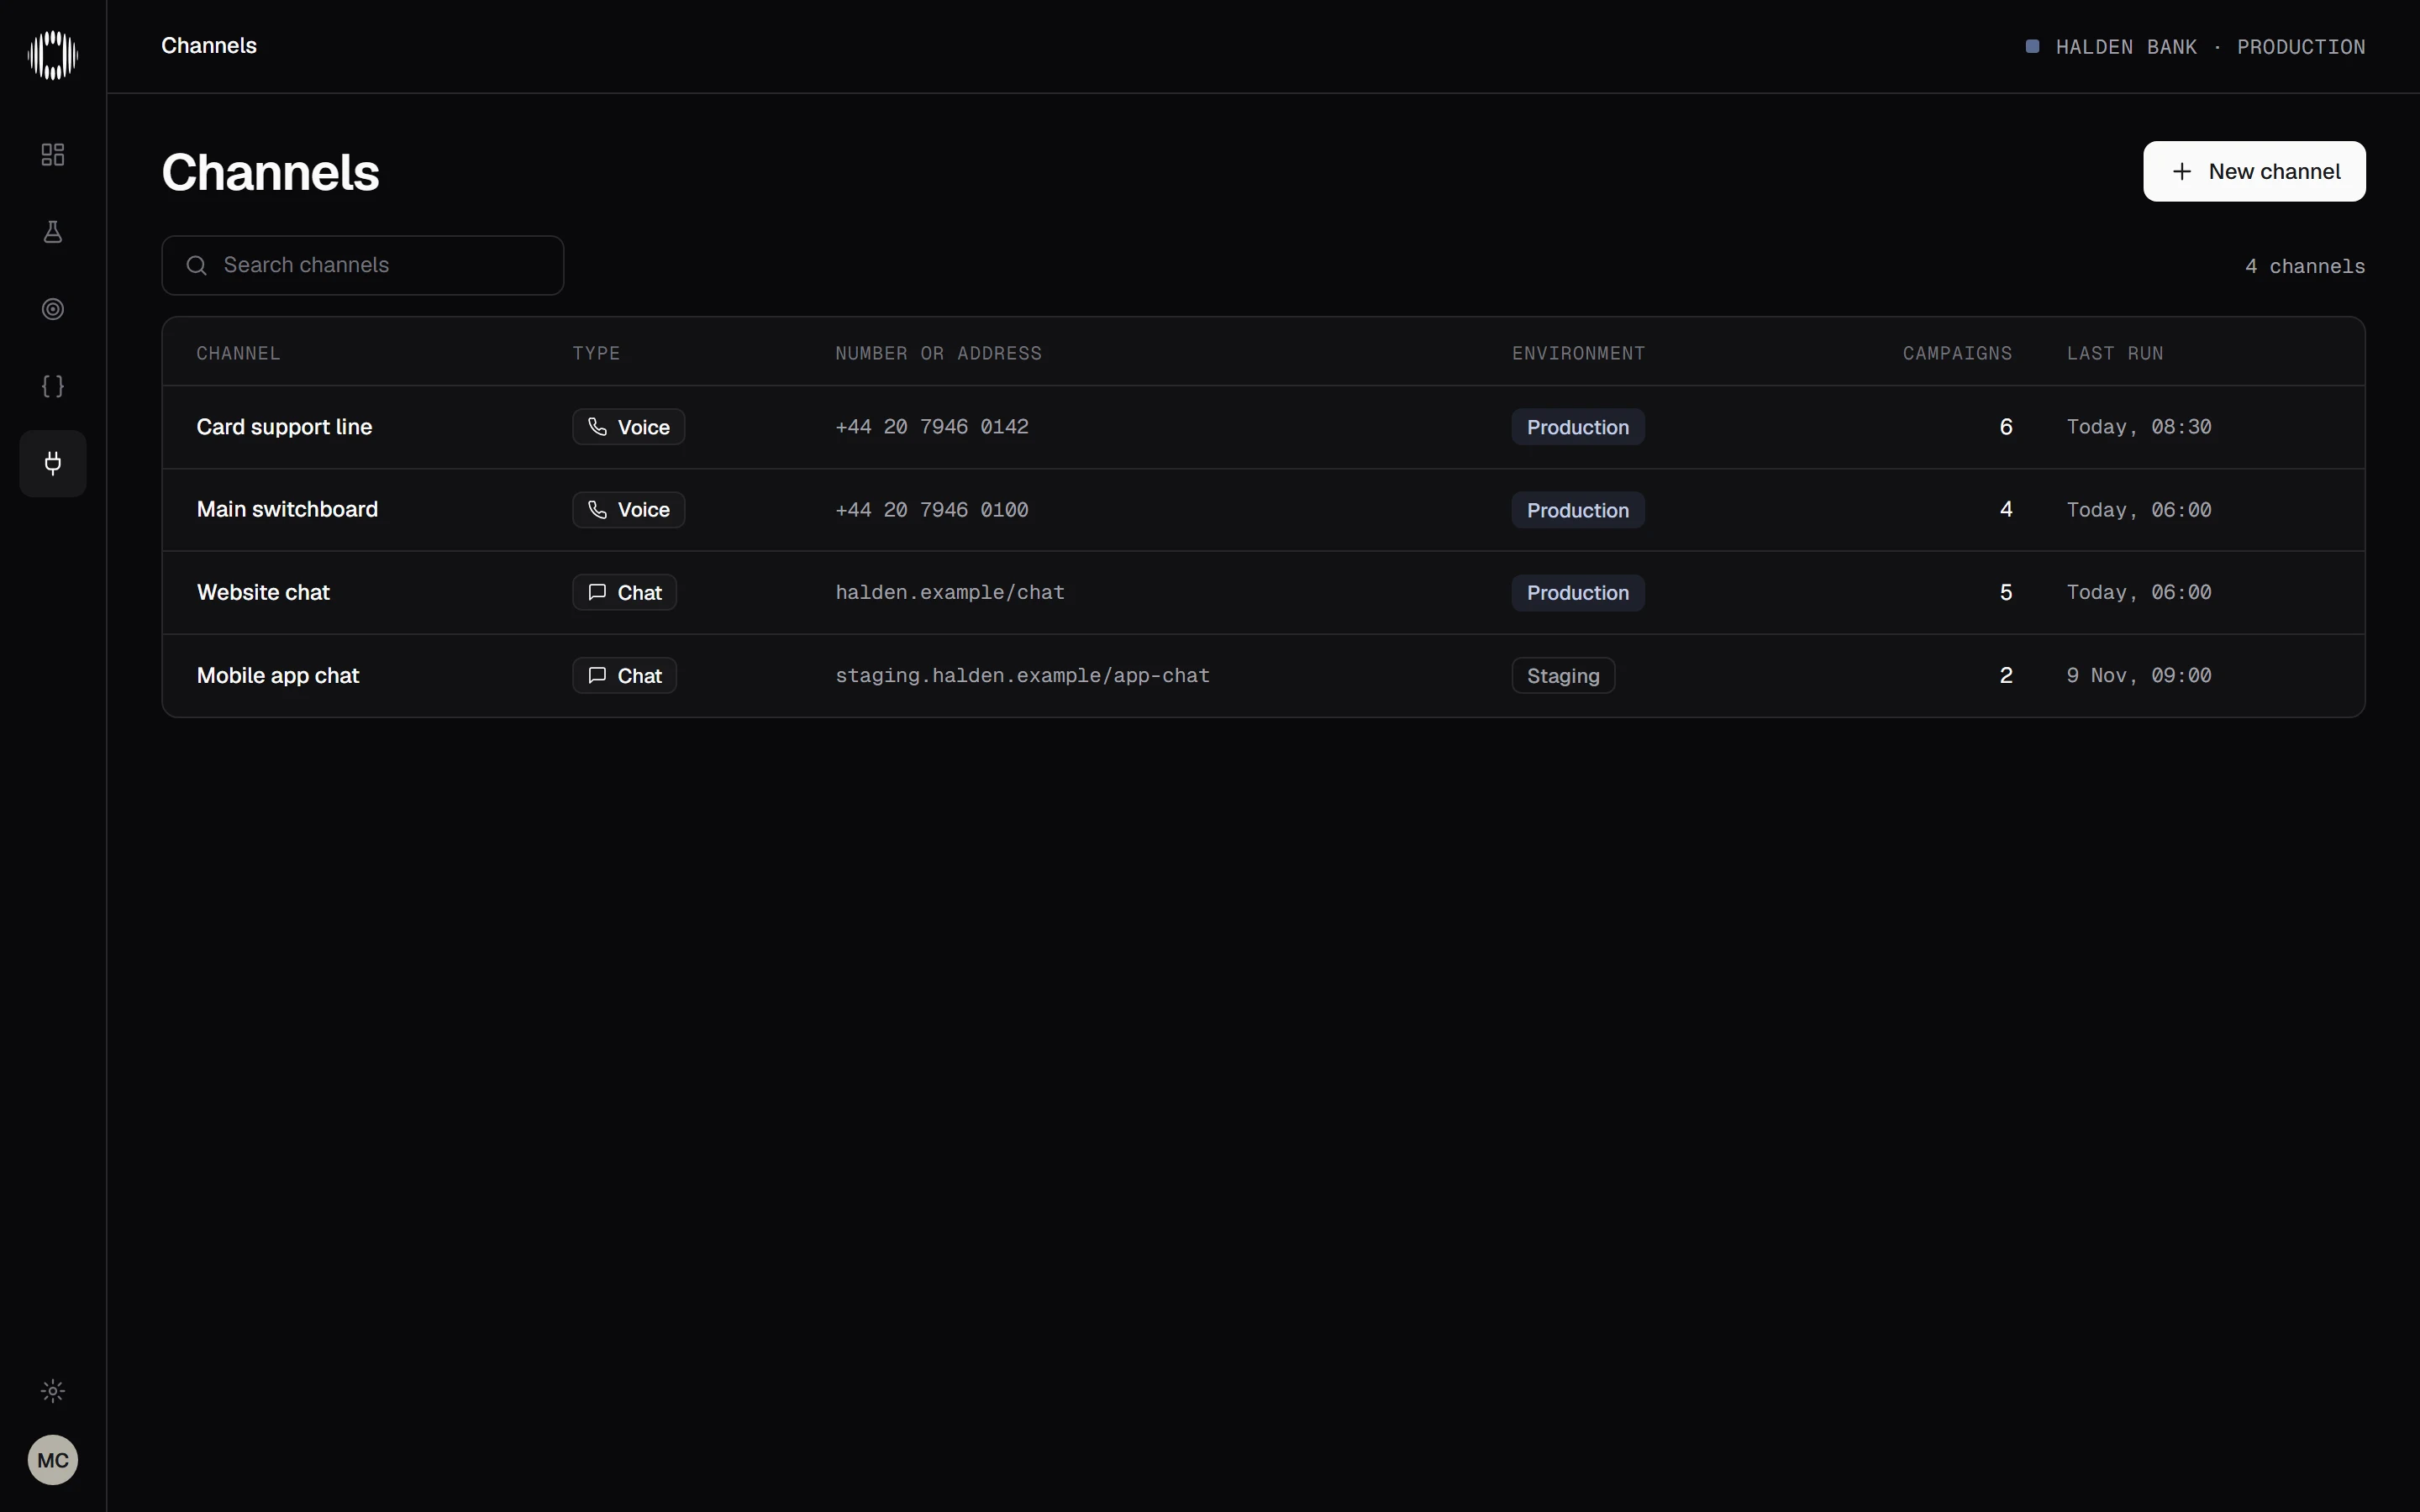 Channels
HALDEN BANK · PRODUCTION
Channels
New channel
Search channels
4 channels
CHANNEL TYPE NUMBER OR ADDRESS ENVIRONMENT CAMPAIGNS LAST RUN
Card support line Voice +44 20 7946 0142 Production 6 Today, 08:30
Main switchboard Voice +44 20 7946 0100 Production 4 Today, 06:00
Website chat Chat halden.example/chat Production 5 Today, 06:00
Mobile app chat Chat staging.halden.example/app-chat Staging 2 9 Nov, 09:00
MC